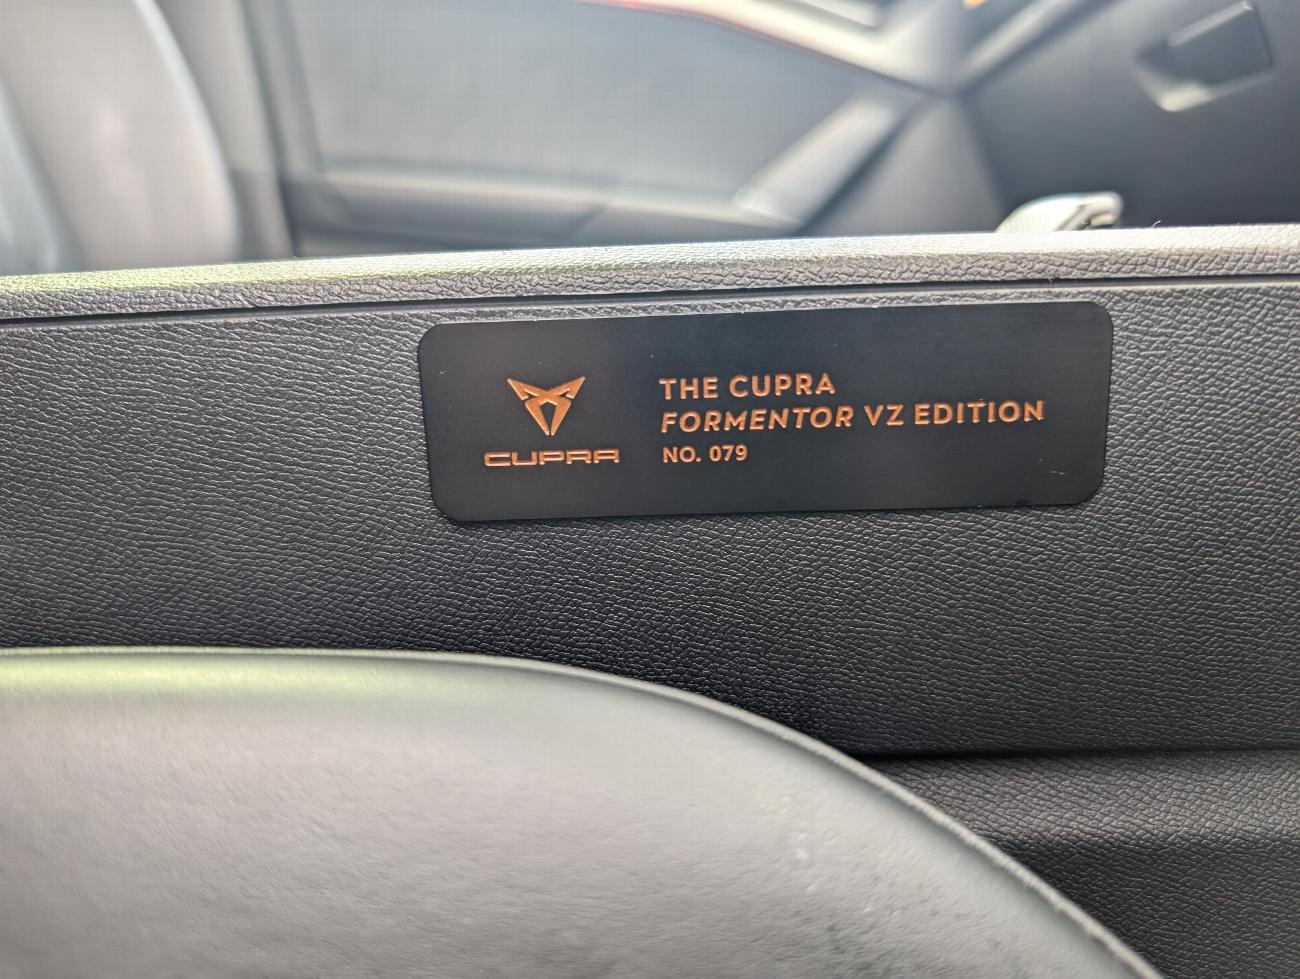 CUPRA
THE CUPRA
FORMENTOR VZ EDITION
NO. 079